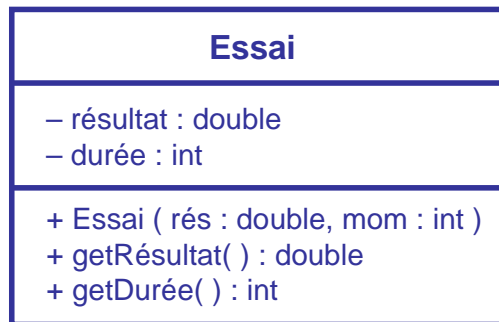 Essai
– résultat : double
– durée : int
+ Essai ( rés : double, mom : int )
+ getRésultat( ) : double
+ getDurée( ) : int